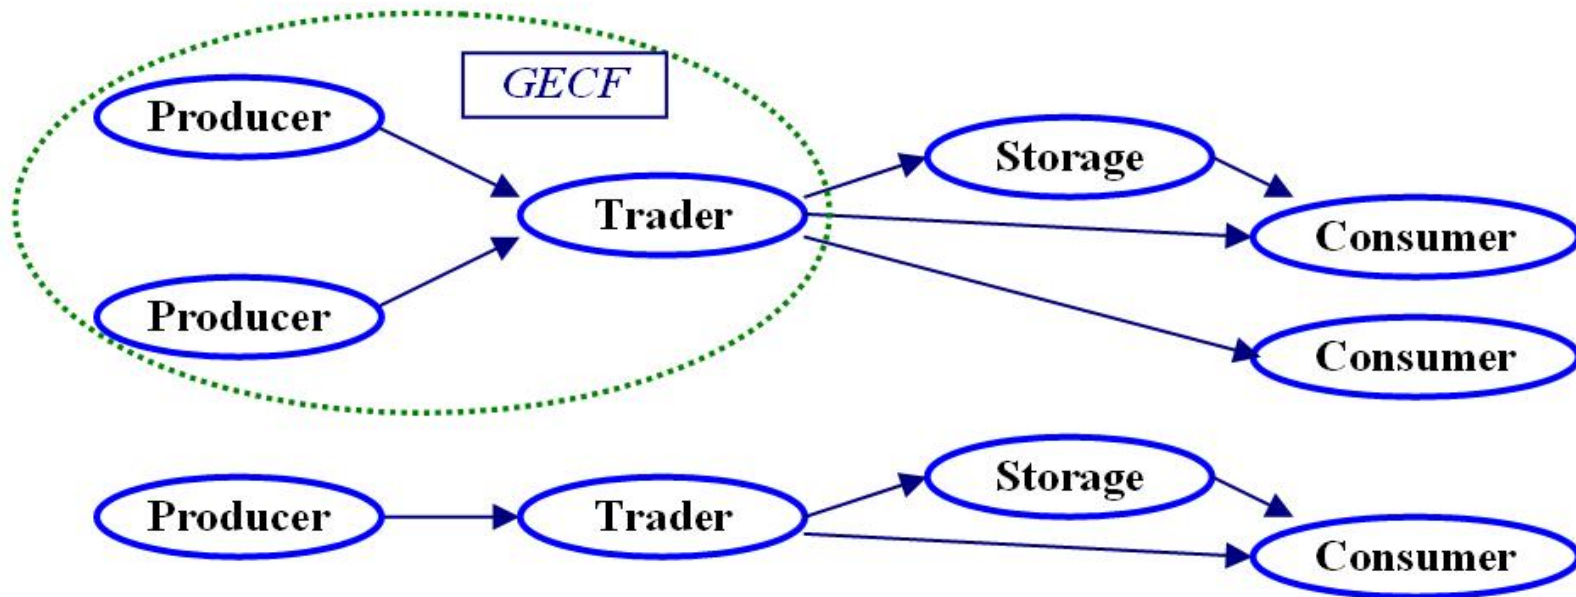 GECF
Producer
Storage
Trader
Consumer
Producer
Consumer
Storage
Producer
Trader
Consumer